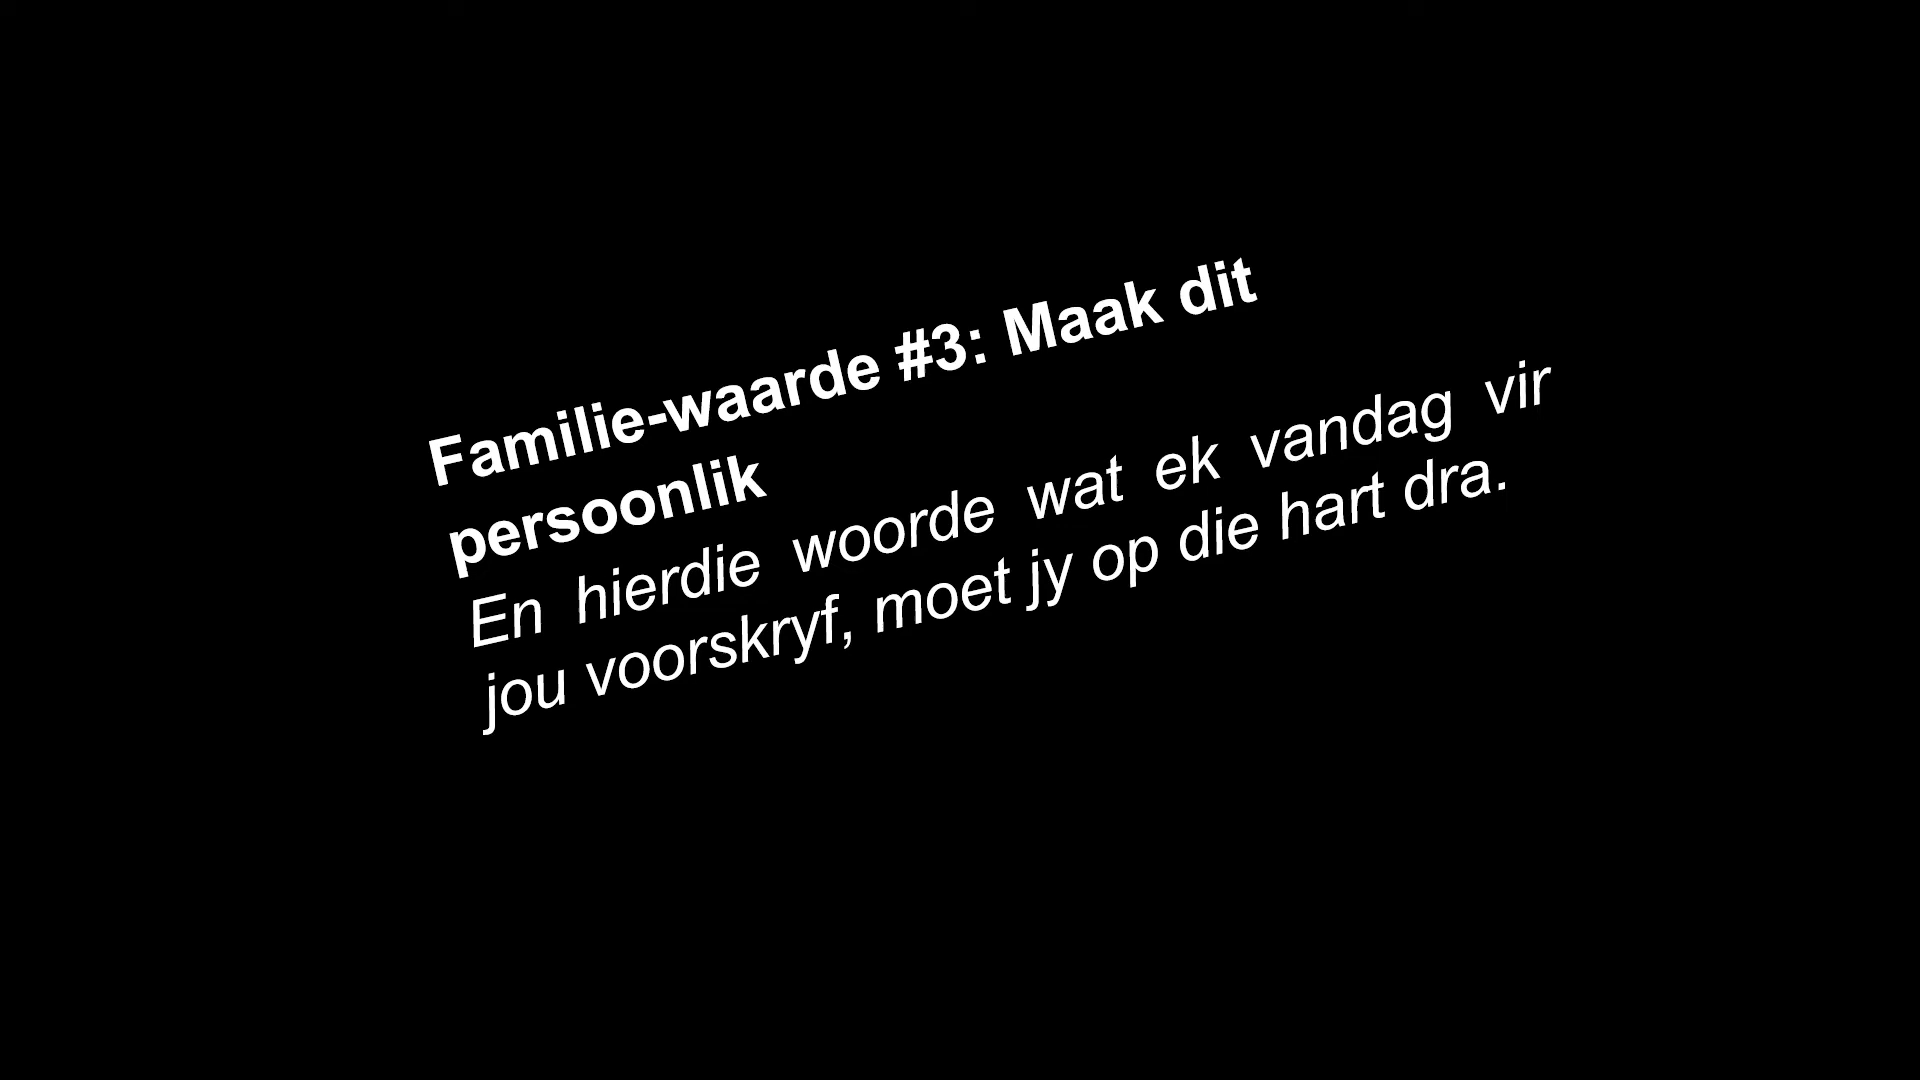 Familie-waarde #3: Maak dit
persoonlik
En hierdie woorde wat ek vandag vir
jou voorskryf, moet jy op die hart dra.